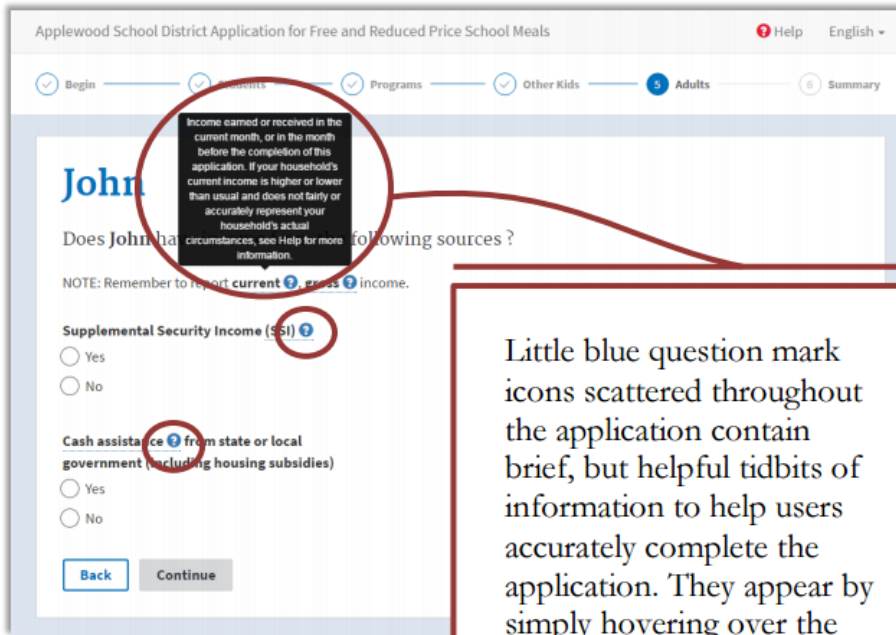 Applewood School District Application for Free and Reduced Price School Meals Help English
Begin Students Programs Other Kids 5 Adults 6 Summary
Income earned or received in the
current month, or in the month
before the completion of this
application. If your household's
current income is higher or lower
than usual and does not fairly or
accurately represent your
household's actual
circumstances, see Help for more
information.
John
Does John following sources ?
NOTE: Remember to report current ?, gross ? income.
Supplemental Security Income (SSI) ?
Yes
No
Cash assistance ? from state or local
government (including housing subsidies)
Yes
No
Back Continue
Little blue question mark
icons scattered throughout
the application contain
brief, but helpful tidbits of
information to help users
accurately complete the
application. They appear by
simply hovering over the